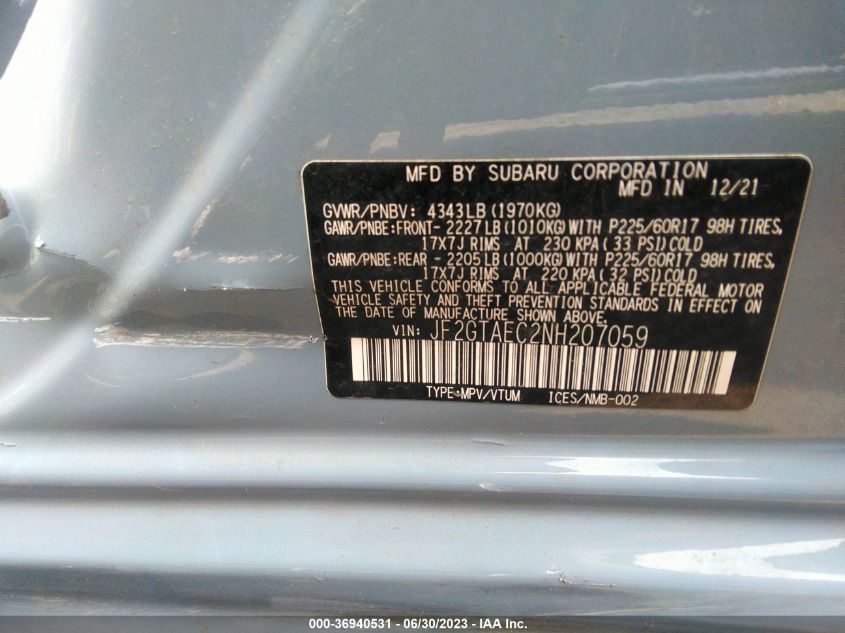 MFD BY SUBARU CORPORATION
MFD IN 12/21
GVWR/PNBV: 4343LB (1970KG)
GAWR/PNBE:FRONT- 2227LB (1010KG) WITH P225/60R17 98H TIRES,
17X7J RIMS AT 230 KPA ( 33 PSI) COLD
GAWR/PNBE:REAR - 2205LB (1000KG) WITH P225/60R17 98H TIRES,
17X7J RIMS AT 220 KPA ( 32 PSI) COLD
THIS VEHICLE CONFORMS TO ALL APPLICABLE FEDERAL MOTOR
VEHICLE SAFETY AND THEFT PREVENTION STANDARDS IN EFFECT ON
THE DATE OF MANUFACTURE SHOWN ABOVE.
VIN: JF2GTAEC2NH207059
TYPE:MPV/VTUM ICES/NMB-002
000-36940531 - 06/30/2023 - IAA Inc.